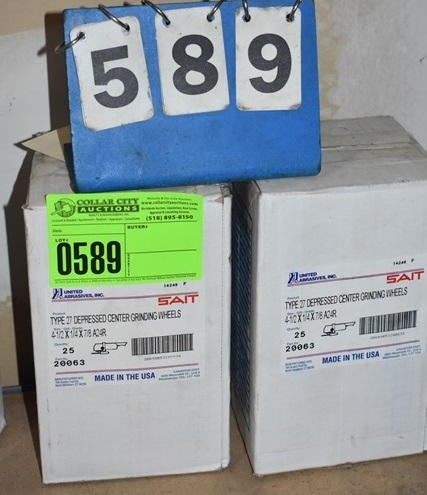 589
COLLAR CITY
AUCTIONS
(518) 895-8150
LOT#
BUYER#
0589
14248 F
UNITED
ABRASIVES, INC.
SAIT
TYPE 27 DEPRESSED CENTER GRINDING WHEELS
4-1/2 X 1/4 X 7/8 A24R
25
20063
MADE IN THE USA
14248 F
UNITED
ABRASIVES, INC.
SAIT
TYPE 27 DEPRESSED CENTER GRINDING WHEELS
4-1/2 X 1/4 X 7/8 A24R
25
20063
MADE IN THE USA